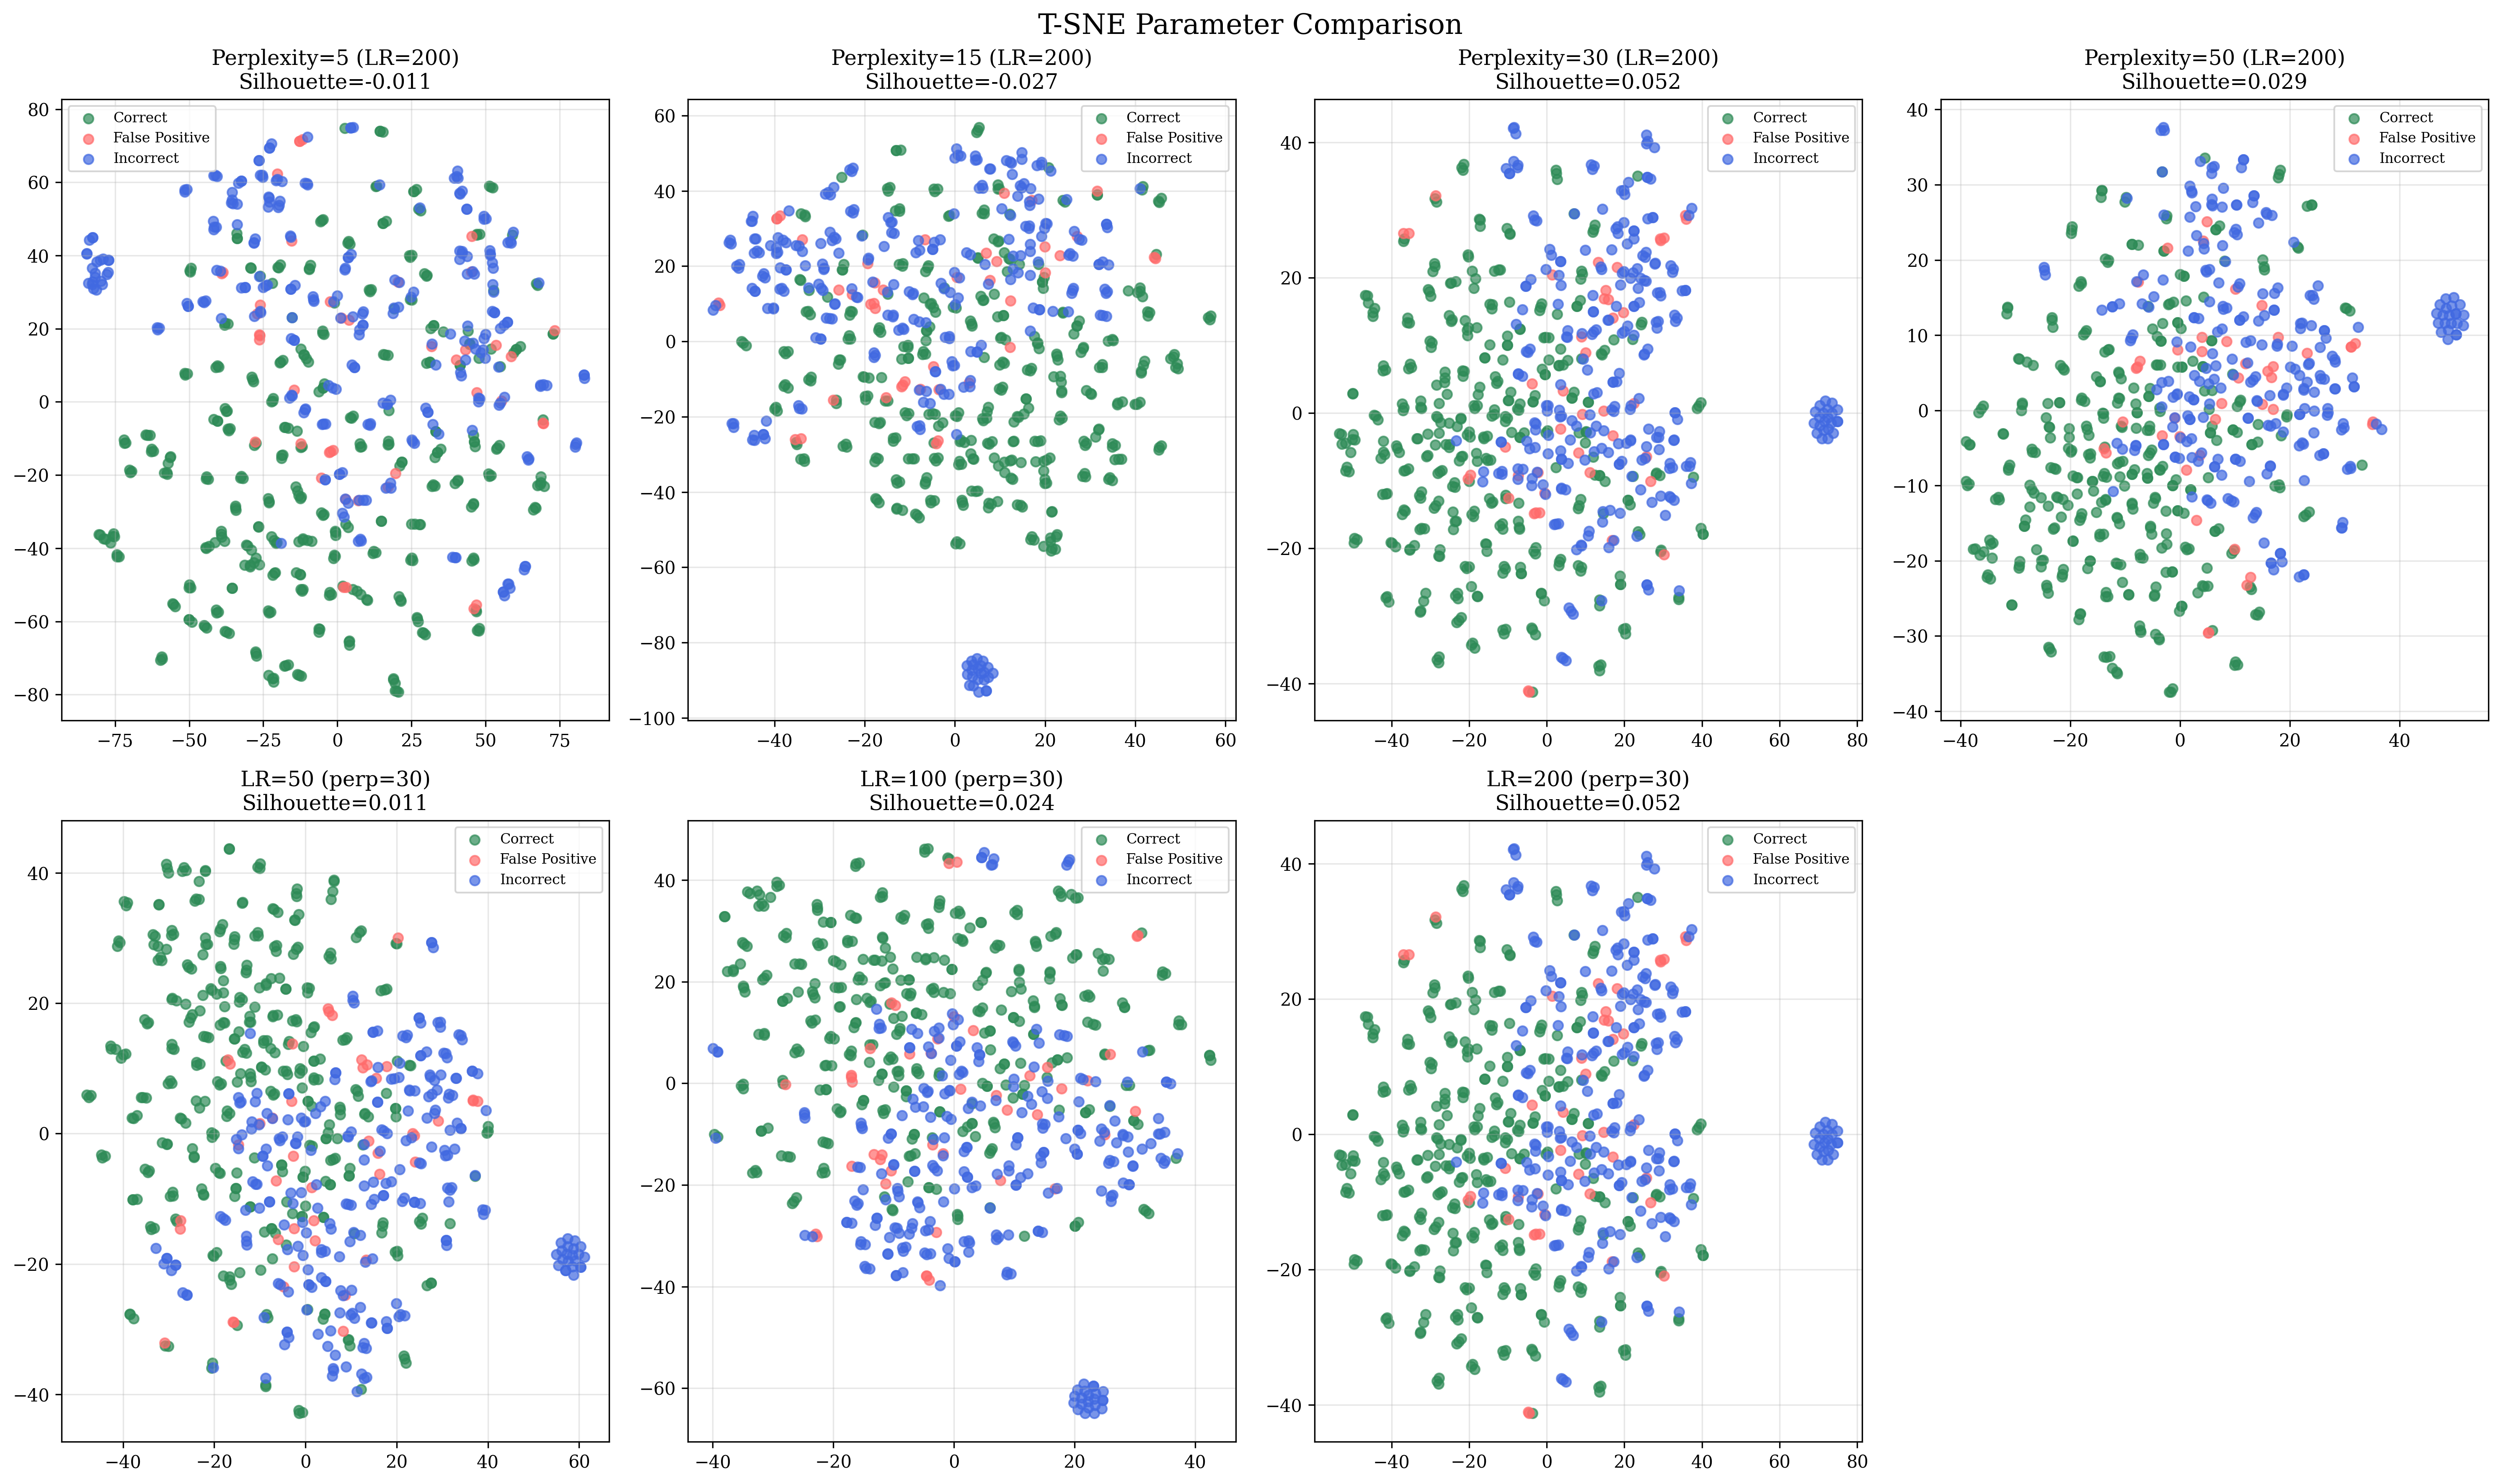 T-SNE Parameter Comparison
Perplexity=5 (LR=200)
Silhouette=-0.011
80
60
40
20
0
−20
−40
−60
−80
−75
−50
−25
0
25
50
75
Correct
False Positive
Incorrect
Perplexity=15 (LR=200)
Silhouette=-0.027
60
40
20
0
−20
−40
−60
−80
−100
−40
−20
0
20
40
60
Correct
False Positive
Incorrect
Perplexity=30 (LR=200)
Silhouette=0.052
40
20
0
−20
−40
−40
−20
0
20
40
60
80
Correct
False Positive
Incorrect
Perplexity=50 (LR=200)
Silhouette=0.029
40
30
20
10
0
−10
−20
−30
−40
−40
−20
0
20
40
Correct
False Positive
Incorrect
LR=50 (perp=30)
Silhouette=0.011
40
20
0
−20
−40
−40
−20
0
20
40
60
Correct
False Positive
Incorrect
LR=100 (perp=30)
Silhouette=0.024
40
20
0
−20
−40
−60
−40
−20
0
20
40
Correct
False Positive
Incorrect
LR=200 (perp=30)
Silhouette=0.052
40
20
0
−20
−40
−40
−20
0
20
40
60
80
Correct
False Positive
Incorrect